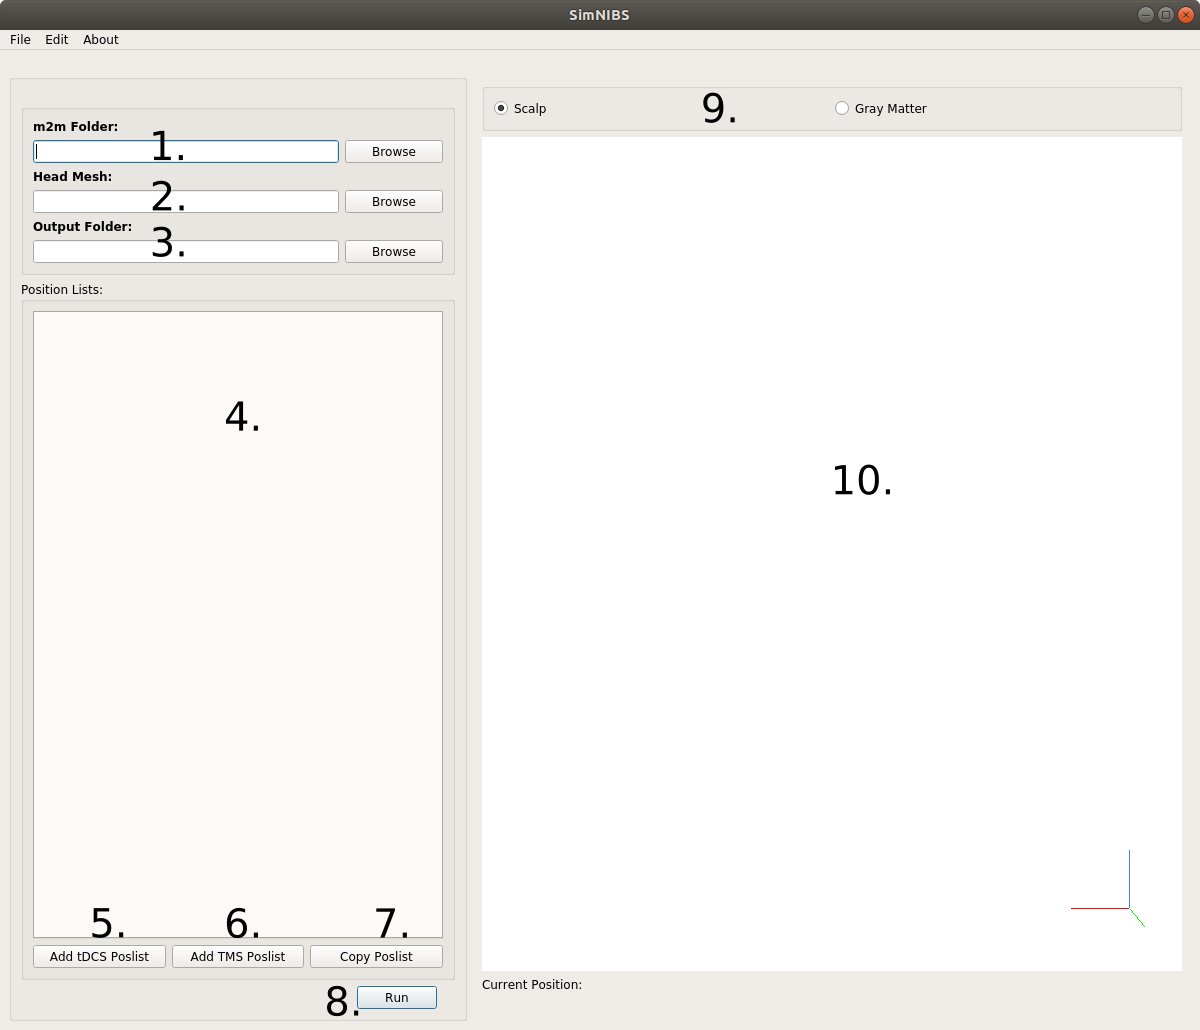 SimNIBS
File Edit About
m2m Folder:
1.
Browse
Head Mesh:
2.
Browse
Output Folder:
3.
Browse
Position Lists:
4.
5. 6. 7.
Add tDCS Poslist Add TMS Poslist Copy Poslist
8. Run
Scalp 9. Gray Matter
10.
Current Position: